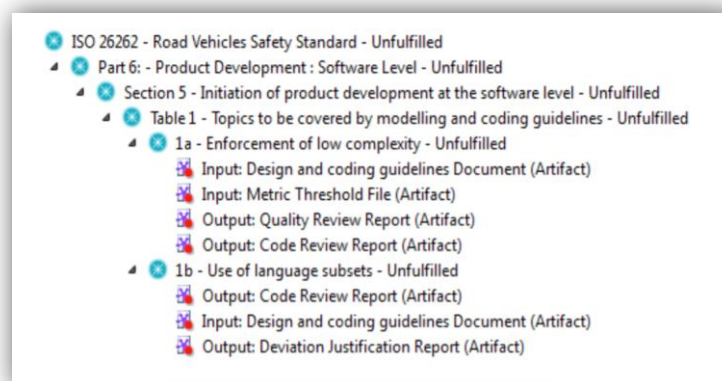 ISO 26262 - Road Vehicles Safety Standard - Unfulfilled
Part 6: - Product Development : Software Level - Unfulfilled
Section 5 - Initiation of product development at the software level - Unfulfilled
Table 1 - Topics to be covered by modelling and coding guidelines - Unfulfilled
1a - Enforcement of low complexity - Unfulfilled
Input: Design and coding guidelines Document (Artifact)
Input: Metric Threshold File (Artifact)
Output: Quality Review Report (Artifact)
Output: Code Review Report (Artifact)
1b - Use of language subsets - Unfulfilled
Output: Code Review Report (Artifact)
Input: Design and coding guidelines Document (Artifact)
Output: Deviation Justification Report (Artifact)